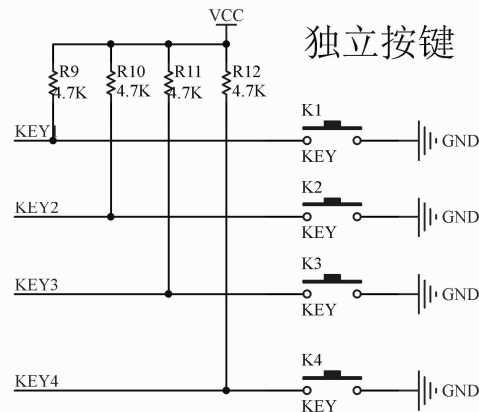 VCC
独立按键
R9 R10 R11 R12
4.7K 4.7K 4.7K 4.7K
K1
KEY1 KEY GND
K2
KEY2 KEY GND
K3
KEY3 KEY GND
K4
KEY4 KEY GND